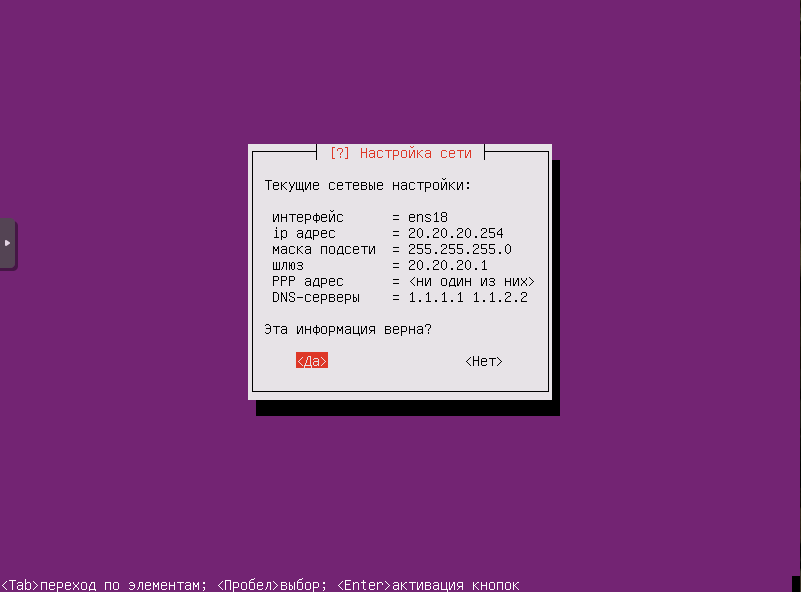 [?] Настройка сети
Текущие сетевые настройки:
интерфейс = ens18
ip адрес = 20.20.20.254
маска подсети = 255.255.255.0
шлюз = 20.20.20.1
PPP адрес = <ни один из них>
DNS-серверы = 1.1.1.1 1.1.2.2
Эта информация верна?
<Да> <Нет>
<Tab>переход по элементам; <Пробел>выбор; <Enter>активация кнопок